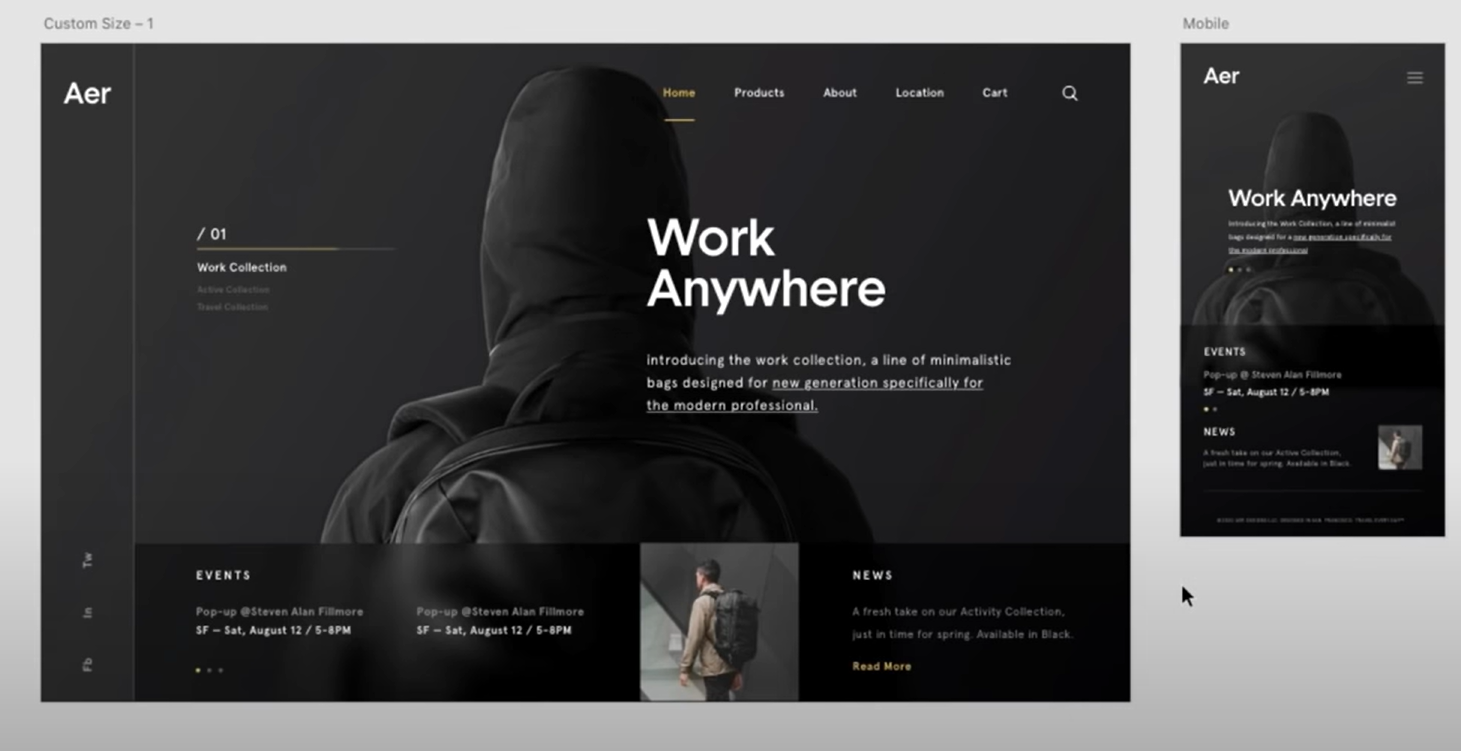 Custom Size – 1
Mobile
Aer
Home
Products
About
Location
Cart
/ 01
Work Collection
Active Collection
Travel Collection
Work
Anywhere
introducing the work collection, a line of minimalistic
bags designed for new generation specifically for
the modern professional.
Tw
In
Fb
EVENTS
Pop-up @Steven Alan Fillmore
SF — Sat, August 12 / 5-8PM
Pop-up @Steven Alan Fillmore
SF — Sat, August 12 / 5-8PM
NEWS
A fresh take on our Activity Collection,
just in time for spring. Available in Black.
Read More
Aer
Work Anywhere
Introducing the Work Collection, a line of minimalist
bags designed for a new generation specifically for
the modern professional
EVENTS
Pop-up @ Steven Alan Fillmore
SF — Sat, August 12 / 5-8PM
NEWS
A fresh take on our Active Collection,
just in time for spring. Available in Black.